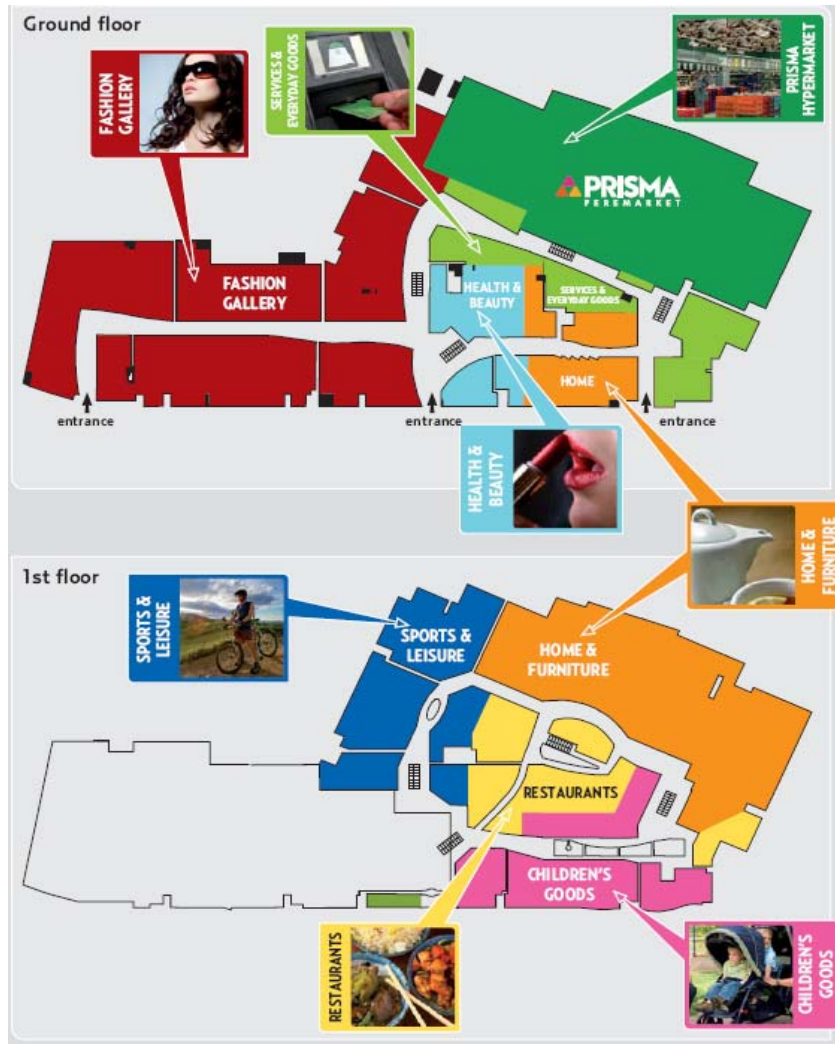 Ground floor
FASHION
GALLERY
SERVICES &
EVERYDAY GOODS
PRISMA
HYPERMARKET
PRISMA
PEREMARKET
FASHION
GALLERY
HEALTH &
BEAUTY
SERVICES &
EVERYDAY GOODS
HOME
entrance
entrance
entrance
HEALTH &
BEAUTY
HOME &
FURNITURE
1st floor
SPORTS &
LEISURE
SPORTS &
LEISURE
HOME &
FURNITURE
RESTAURANTS
CHILDREN'S
GOODS
RESTAURANTS
CHILDREN'S
GOODS